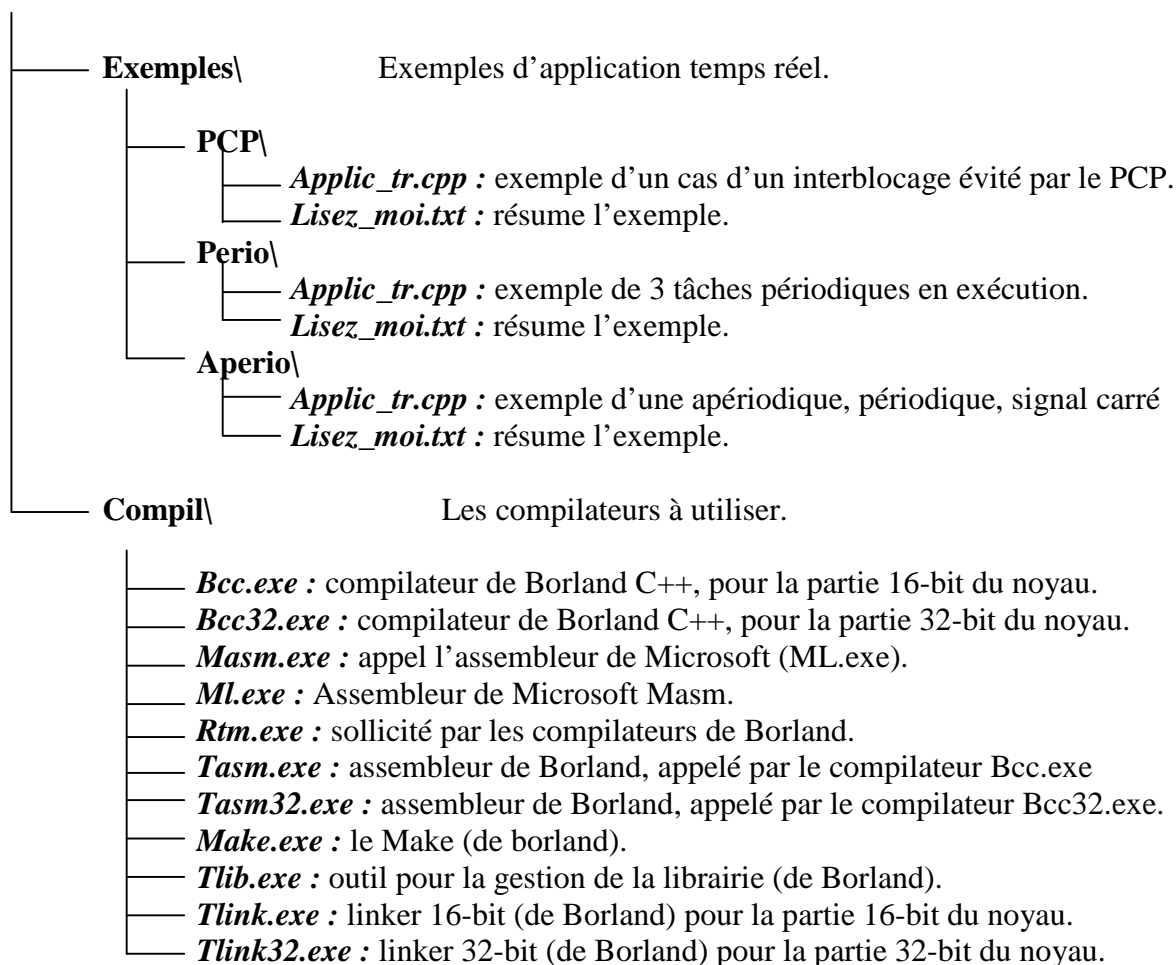 Exemples\ Exemples d’application temps réel.
PCP\
Applic_tr.cpp : exemple d’un cas d’un interblocage évité par le PCP.
Lisez_moi.txt : résume l’exemple.
Perio\
Applic_tr.cpp : exemple de 3 tâches périodiques en exécution.
Lisez_moi.txt : résume l’exemple.
Aperio\
Applic_tr.cpp : exemple d’une apériodique, périodique, signal carré
Lisez_moi.txt : résume l’exemple.
Compil\ Les compilateurs à utiliser.
Bcc.exe : compilateur de Borland C++, pour la partie 16-bit du noyau.
Bcc32.exe : compilateur de Borland C++, pour la partie 32-bit du noyau.
Masm.exe : appel l’assembleur de Microsoft (ML.exe).
Ml.exe : Assembleur de Microsoft Masm.
Rtm.exe : sollicité par les compilateurs de Borland.
Tasm.exe : assembleur de Borland, appelé par le compilateur Bcc.exe
Tasm32.exe : assembleur de Borland, appelé par le compilateur Bcc32.exe.
Make.exe : le Make (de borland).
Tlib.exe : outil pour la gestion de la librairie (de Borland).
Tlink.exe : linker 16-bit (de Borland) pour la partie 16-bit du noyau.
Tlink32.exe : linker 32-bit (de Borland) pour la partie 32-bit du noyau.